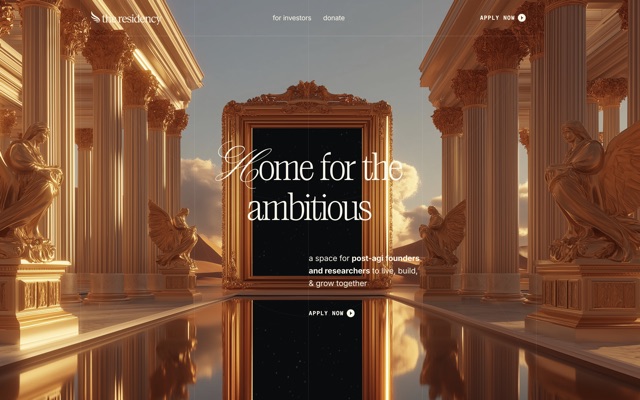 the residency
for investors
donate
APPLY NOW
Home for the
ambitious
a space for post-agi founders
and researchers to live, build,
& grow together
APPLY NOW